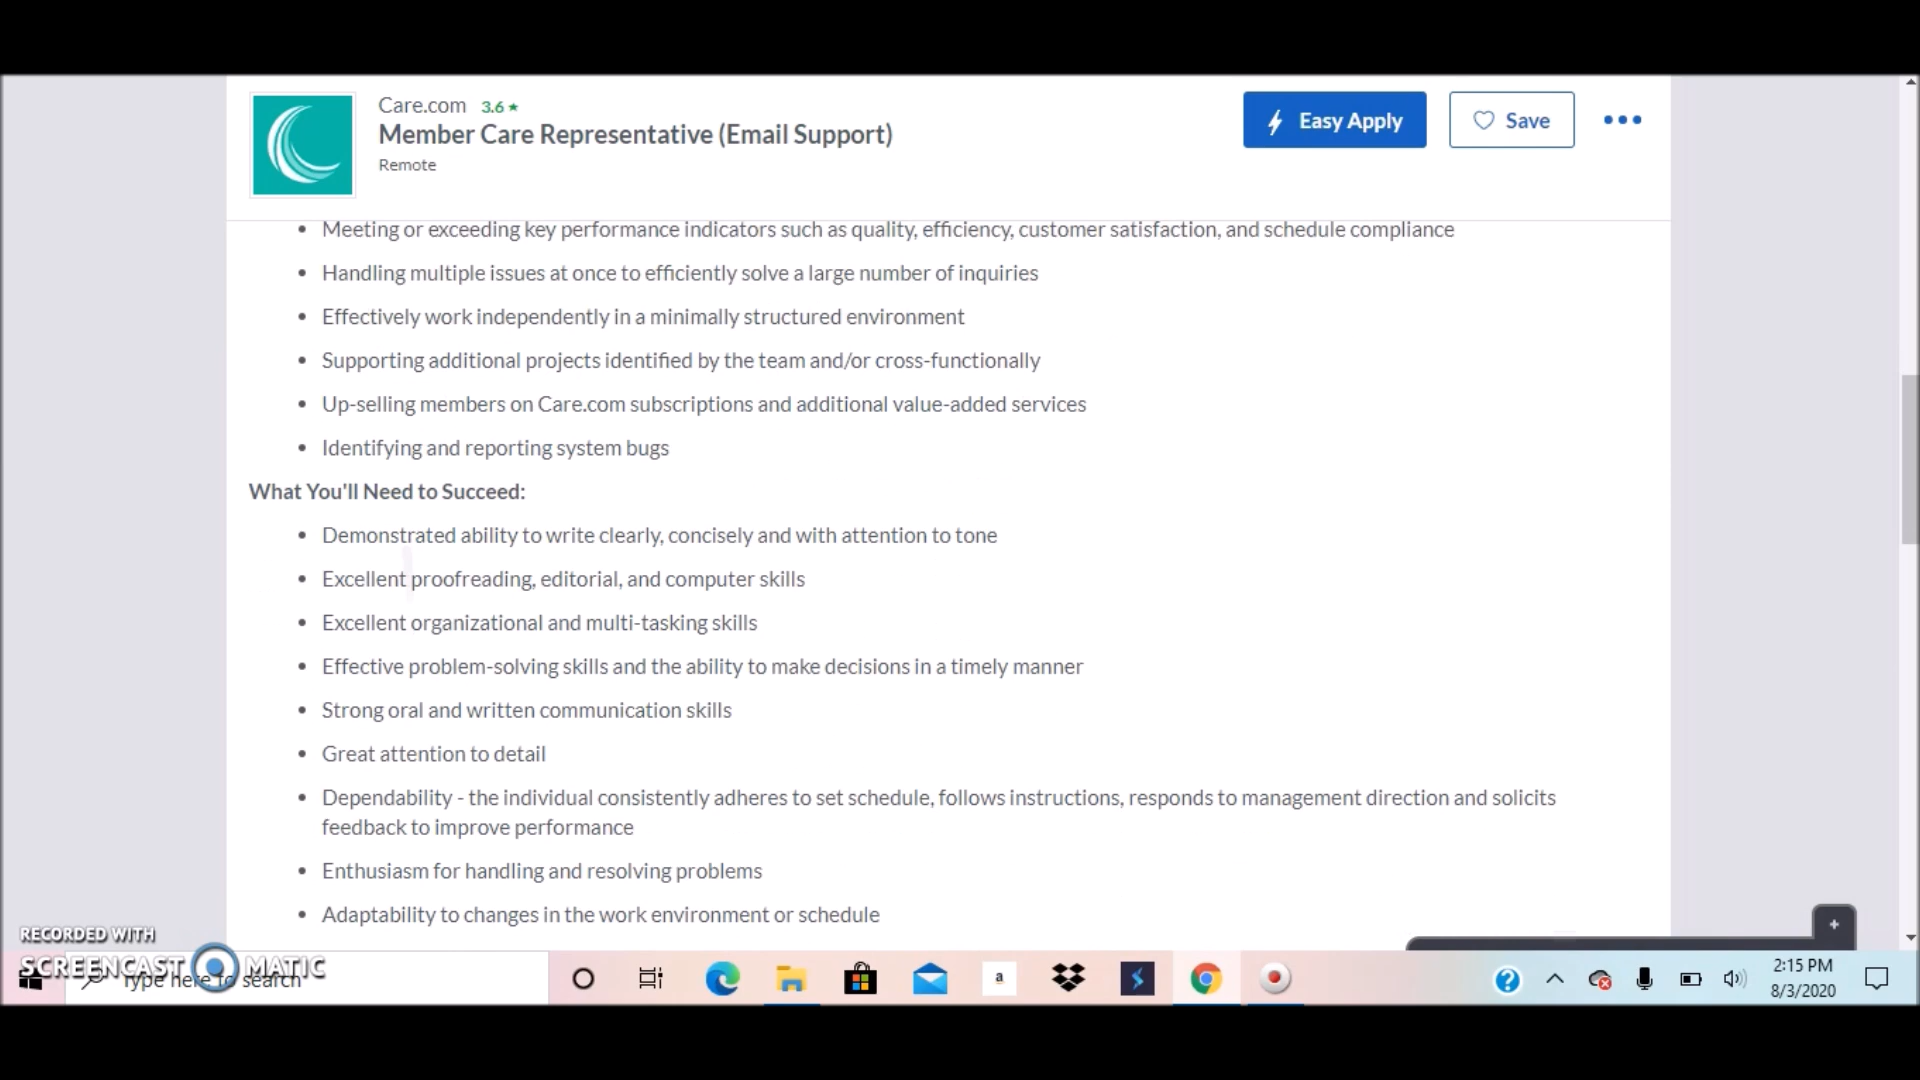 Care.com 3.6 ★
Member Care Representative (Email Support)
Remote
Easy Apply
Save
Meeting or exceeding key performance indicators such as quality, efficiency, customer satisfaction, and schedule compliance
Handling multiple issues at once to efficiently solve a large number of inquiries
Effectively work independently in a minimally structured environment
Supporting additional projects identified by the team and/or cross-functionally
Up-selling members on Care.com subscriptions and additional value-added services
Identifying and reporting system bugs
What You'll Need to Succeed:
Demonstrated ability to write clearly, concisely and with attention to tone
Excellent proofreading, editorial, and computer skills
Excellent organizational and multi-tasking skills
Effective problem-solving skills and the ability to make decisions in a timely manner
Strong oral and written communication skills
Great attention to detail
Dependability - the individual consistently adheres to set schedule, follows instructions, responds to management direction and solicits
feedback to improve performance
Enthusiasm for handling and resolving problems
Adaptability to changes in the work environment or schedule
RECORDED WITH
SCREENCAST MATIC
Type here to search
a
2:15 PM
8/3/2020